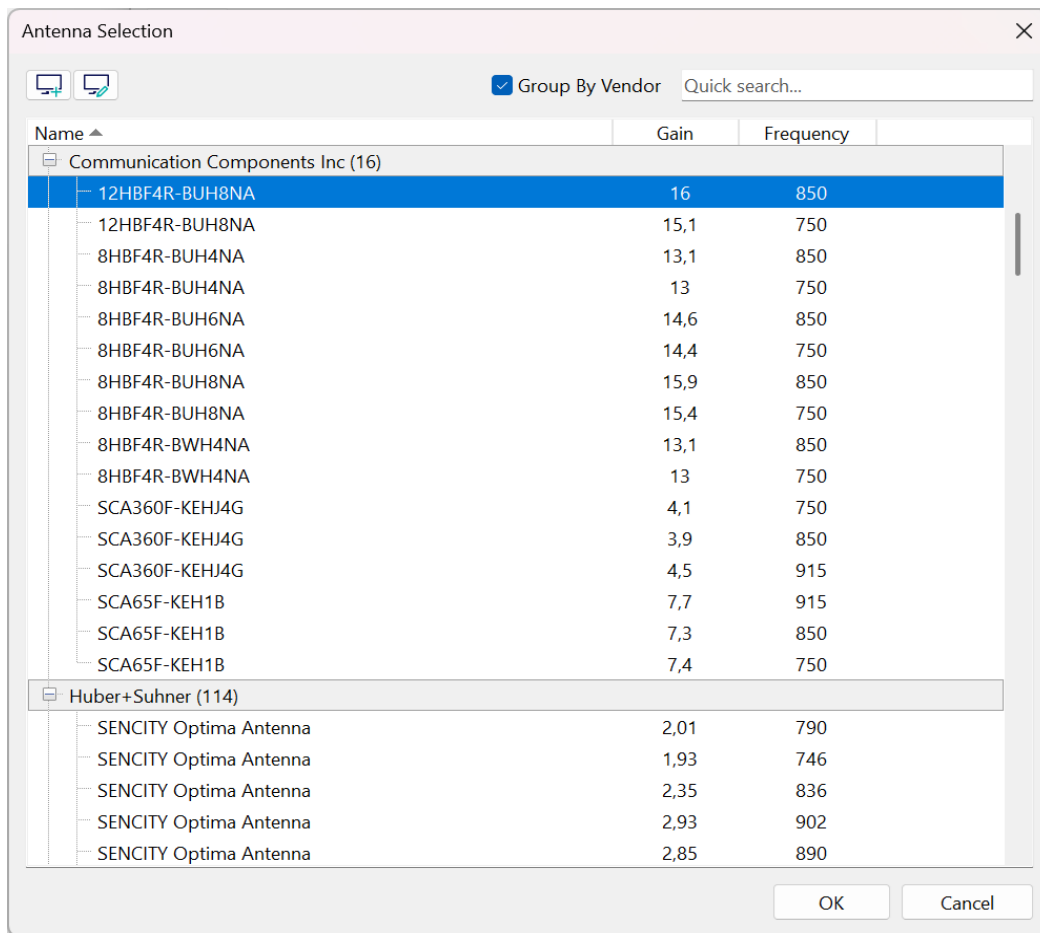 Antenna Selection
Group By Vendor Quick search...
Name Gain Frequency
Communication Components Inc (16)
12HBF4R-BUH8NA 16 850
12HBF4R-BUH8NA 15,1 750
8HBF4R-BUH4NA 13,1 850
8HBF4R-BUH4NA 13 750
8HBF4R-BUH6NA 14,6 850
8HBF4R-BUH6NA 14,4 750
8HBF4R-BUH8NA 15,9 850
8HBF4R-BUH8NA 15,4 750
8HBF4R-BWH4NA 13,1 850
8HBF4R-BWH4NA 13 750
SCA360F-KEHJ4G 4,1 750
SCA360F-KEHJ4G 3,9 850
SCA360F-KEHJ4G 4,5 915
SCA65F-KEH1B 7,7 915
SCA65F-KEH1B 7,3 850
SCA65F-KEH1B 7,4 750
Huber+Suhner (114)
SENCITY Optima Antenna 2,01 790
SENCITY Optima Antenna 1,93 746
SENCITY Optima Antenna 2,35 836
SENCITY Optima Antenna 2,93 902
SENCITY Optima Antenna 2,85 890
OK Cancel